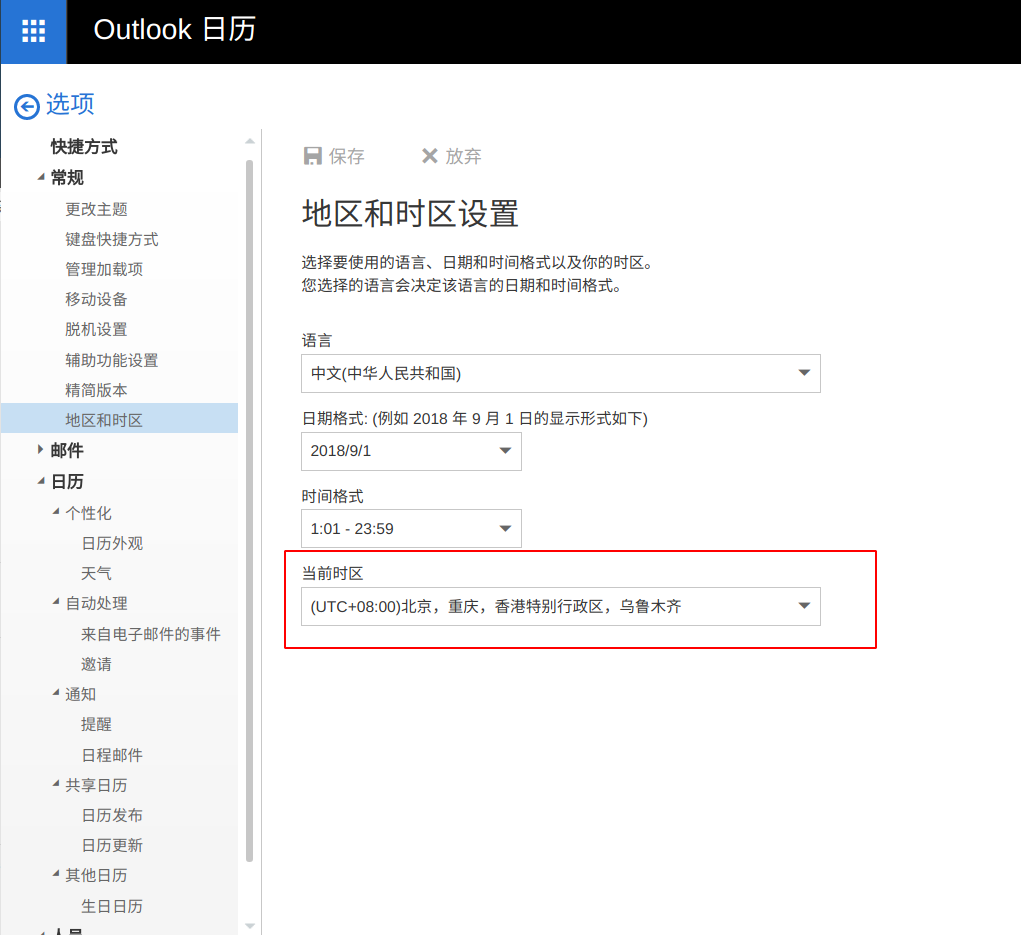 Outlook 日历
选项
快捷方式
常规
更改主题
键盘快捷方式
管理加载项
移动设备
脱机设置
辅助功能设置
精简版本
地区和时区
邮件
日历
个性化
日历外观
天气
自动处理
来自电子邮件的事件
邀请
通知
提醒
日程邮件
共享日历
日历发布
日历更新
其他日历
生日日历
人员
保存
放弃
地区和时区设置
选择要使用的语言、日期和时间格式以及你的时区。
您选择的语言会决定该语言的日期和时间格式。
语言
中文(中华人民共和国)
日期格式: (例如 2018 年 9 月 1 日的显示形式如下)
2018/9/1
时间格式
1:01 - 23:59
当前时区
(UTC+08:00)北京，重庆，香港特别行政区，乌鲁木齐